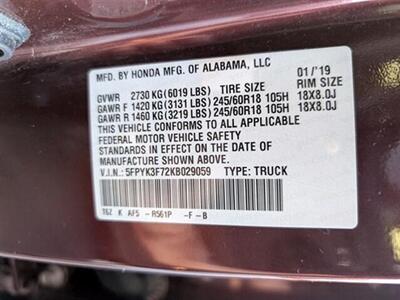 MFD. BY HONDA MFG. OF ALABAMA, LLC 01/'19
GVWR 2730 KG (6019 LBS) TIRE SIZE RIM SIZE
GAWR F 1420 KG (3131 LBS) 245/60R18 105H 18X8.0J
GAWR R 1460 KG (3219 LBS) 245/60R18 105H 18X8.0J
THIS VEHICLE CONFORMS TO ALL APPLICABLE
FEDERAL MOTOR VEHICLE SAFETY
STANDARDS IN EFFECT ON THE DATE OF
MANUFACTURE SHOWN ABOVE.
V.I.N.: 5FPYK3F72KB029059 TYPE: TRUCK
T6Z K AF5 - R561P -F-B